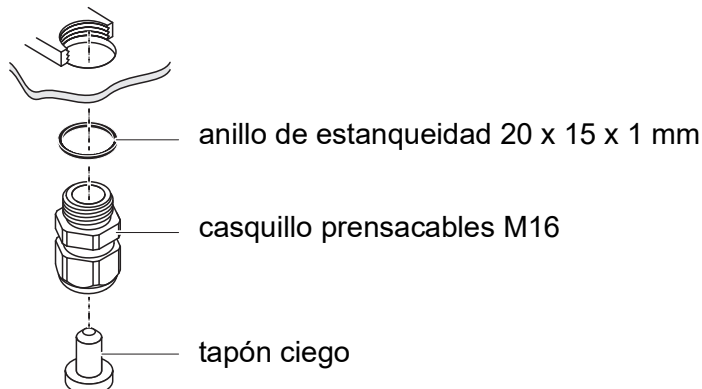 anillo de estanqueidad 20 x 15 x 1 mm
casquillo prensacables M16
tapón ciego